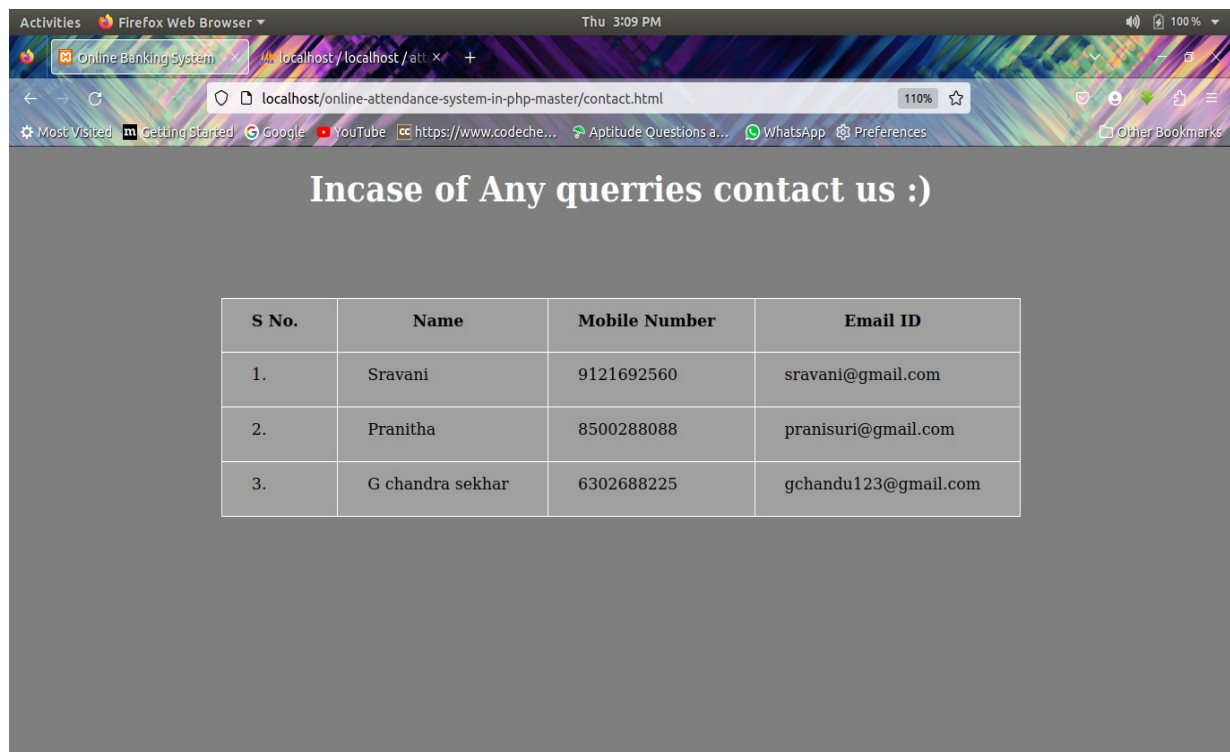 Activities Firefox Web Browser Thu 3:09 PM 100 %
Online Banking System localhost / localhost / att
localhost/online-attendance-system-in-php-master/contact.html 110%
Most Visited m Getting Started G Google YouTube cc https://www.codeche... Aptitude Questions a... WhatsApp Preferences Other Bookmarks
Incase of Any querries contact us :)
S No. Name Mobile Number Email ID
1. Sravani 9121692560 sravani@gmail.com
2. Pranitha 8500288088 pranisuri@gmail.com
3. G chandra sekhar 6302688225 gchandu123@gmail.com